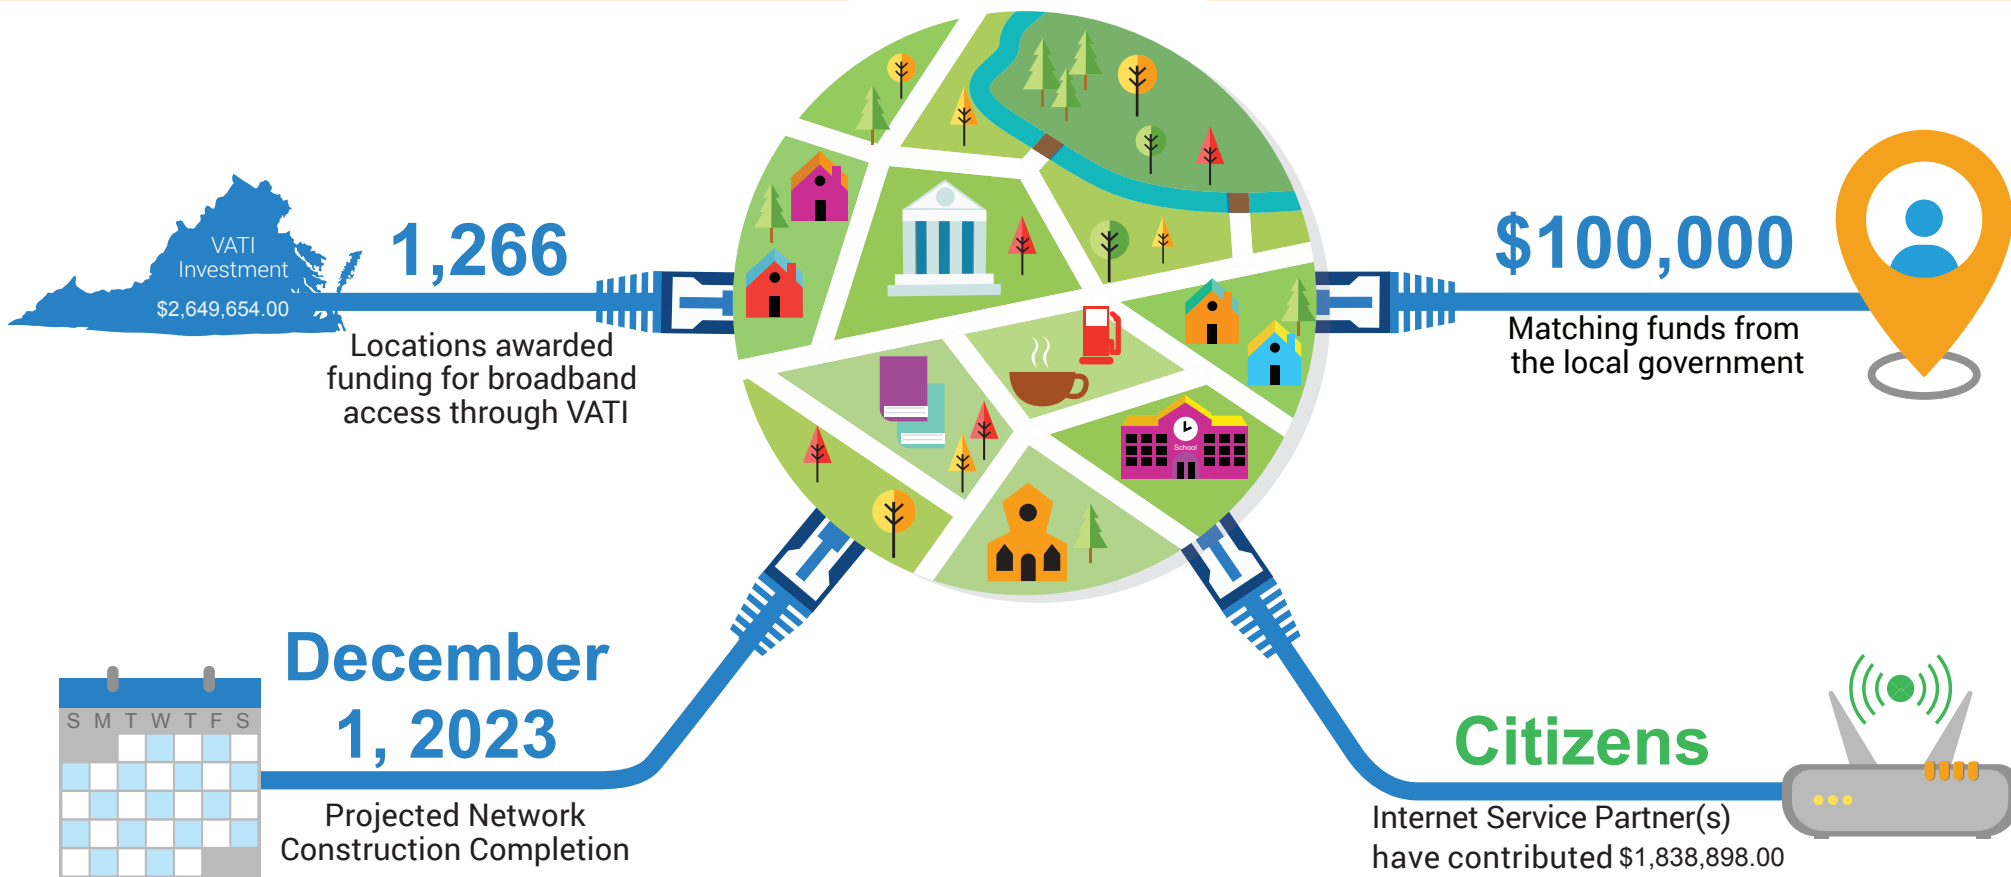 VATI
Investment
$2,649,654.00
1,266
Locations awarded
funding for broadband
access through VATI
$100,000
Matching funds from
the local government
School
December
1, 2023
Projected Network
Construction Completion
S M T W T F S
Citizens
Internet Service Partner(s)
have contributed $1,838,898.00